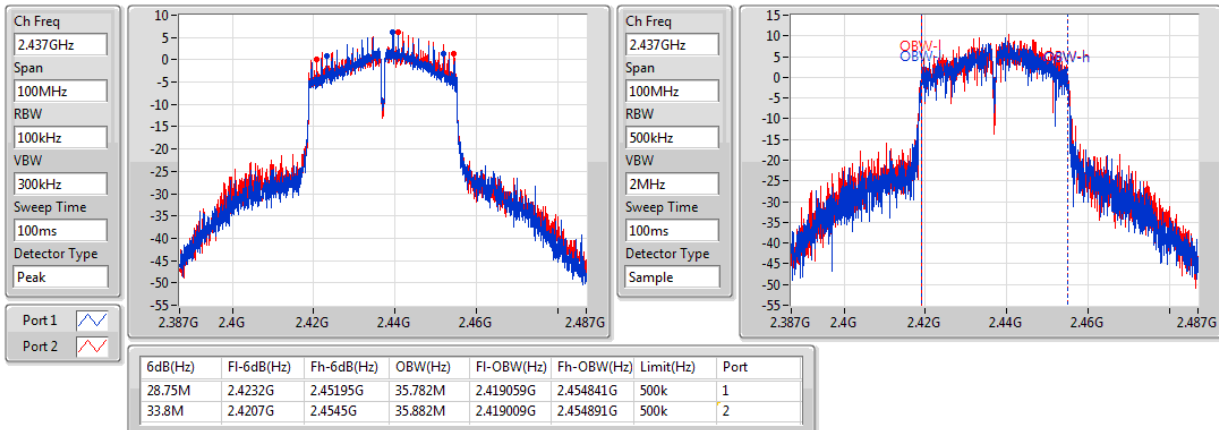 Ch Freq
2.437GHz
Span
100MHz
RBW
100kHz
VBW
300kHz
Sweep Time
100ms
Detector Type
Peak
Port 1
Port 2
10
5
0
-5
-10
-15
-20
-25
-30
-35
-40
-45
-50
-55
2.387G 2.4G 2.42G 2.44G 2.46G 2.487G
Ch Freq
2.437GHz
Span
100MHz
RBW
500kHz
VBW
2MHz
Sweep Time
100ms
Detector Type
Sample
15
10
5
0
-5
-10
-15
-20
-25
-30
-35
-40
-45
-50
-55
OBW-l
OBW-
OBW-h
2.387G 2.4G 2.42G 2.44G 2.46G 2.487G
6dB(Hz) Fl-6dB(Hz) Fh-6dB(Hz) OBW(Hz) Fl-OBW(Hz) Fh-OBW(Hz) Limit(Hz) Port
28.75M 2.4232G 2.45195G 35.782M 2.419059G 2.454841G 500k 1
33.8M 2.4207G 2.4545G 35.882M 2.419009G 2.454891G 500k 2